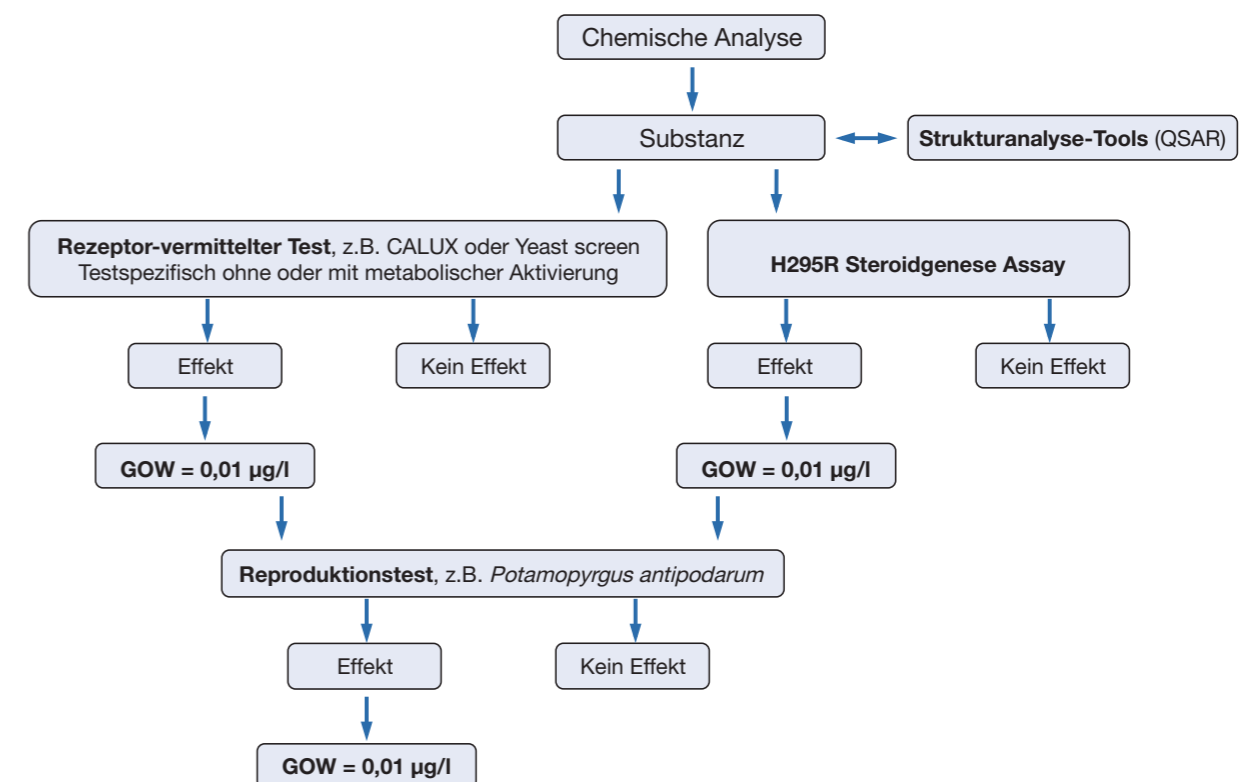 Chemische Analyse
Substanz
Strukturanalyse-Tools (QSAR)
Rezeptor-vermittelter Test, z.B. CALUX oder Yeast screen
Testspezifisch ohne oder mit metabolischer Aktivierung
H295R Steroidgenese Assay
Effekt
Kein Effekt
Effekt
Kein Effekt
GOW = 0,01 µg/l
GOW = 0,01 µg/l
Reproduktionstest, z.B. Potamopyrgus antipodarum
Effekt
Kein Effekt
GOW = 0,01 µg/l